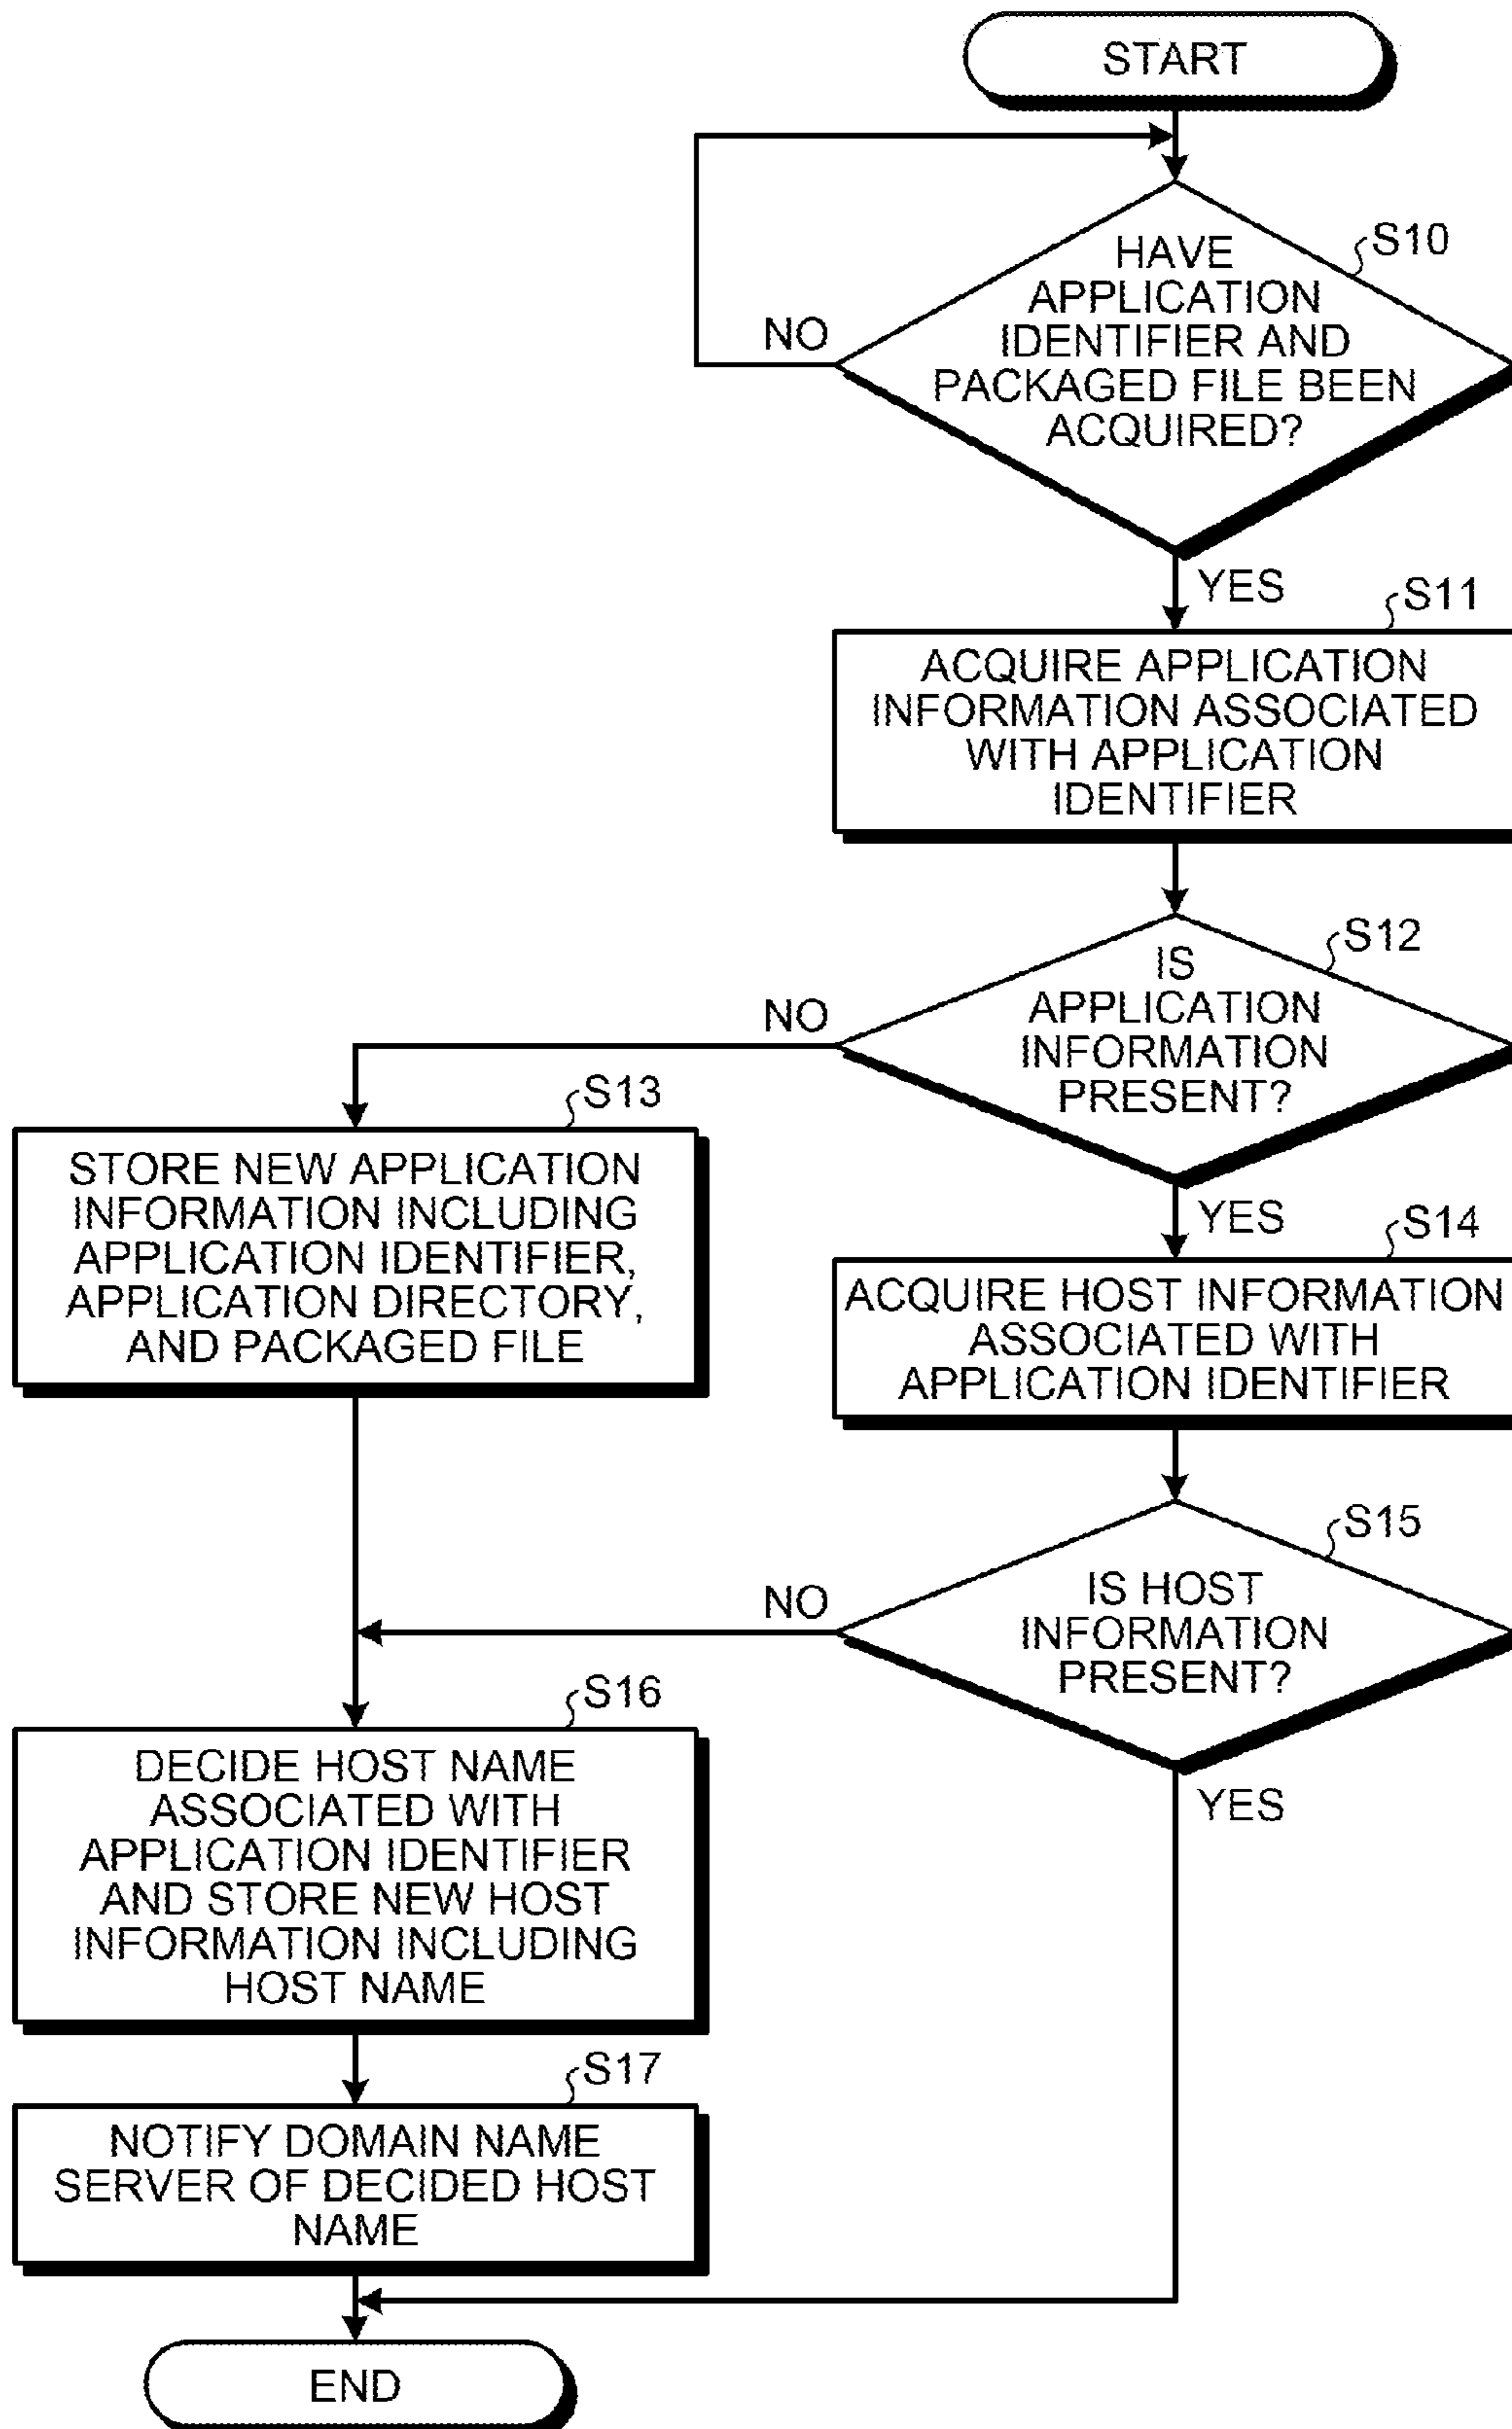 START
S10
HAVE
APPLICATION
IDENTIFIER AND
PACKAGED FILE BEEN
ACQUIRED?
NO
YES
S11
ACQUIRE APPLICATION
INFORMATION ASSOCIATED
WITH APPLICATION
IDENTIFIER
S12
IS
APPLICATION
INFORMATION
PRESENT?
NO
YES
S13
STORE NEW APPLICATION
INFORMATION INCLUDING
APPLICATION IDENTIFIER,
APPLICATION DIRECTORY,
AND PACKAGED FILE
S14
ACQUIRE HOST INFORMATION
ASSOCIATED WITH
APPLICATION IDENTIFIER
S15
IS HOST
INFORMATION
PRESENT?
NO
YES
S16
DECIDE HOST NAME
ASSOCIATED WITH
APPLICATION IDENTIFIER
AND STORE NEW HOST
INFORMATION INCLUDING
HOST NAME
S17
NOTIFY DOMAIN NAME
SERVER OF DECIDED HOST
NAME
END